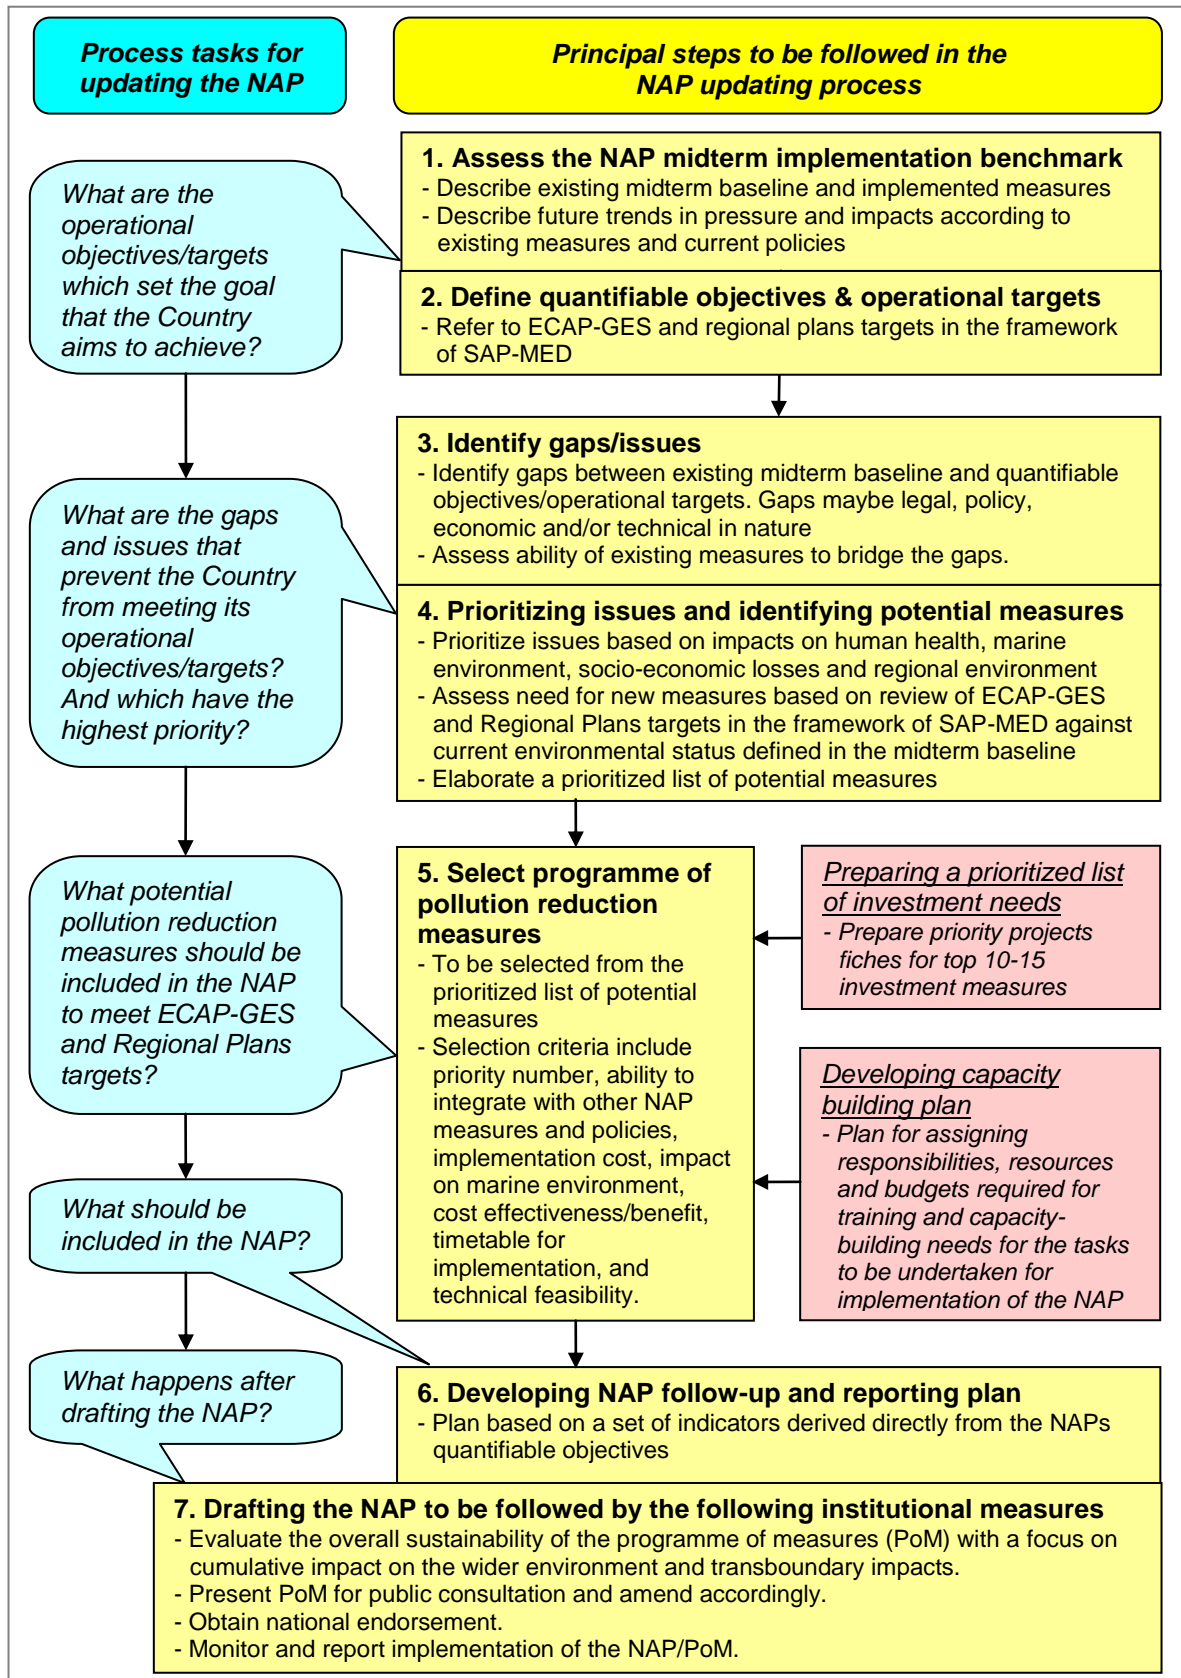 Process tasks for
updating the NAP
Principal steps to be followed in the
NAP updating process
What are the
operational
objectives/targets
which set the goal
that the Country
aims to achieve?
1. Assess the NAP midterm implementation benchmark
- Describe existing midterm baseline and implemented measures
- Describe future trends in pressure and impacts according to
existing measures and current policies
2. Define quantifiable objectives & operational targets
- Refer to ECAP-GES and regional plans targets in the framework
of SAP-MED
What are the gaps
and issues that
prevent the Country
from meeting its
operational
objectives/targets?
And which have the
highest priority?
3. Identify gaps/issues
- Identify gaps between existing midterm baseline and quantifiable
objectives/operational targets. Gaps maybe legal, policy,
economic and/or technical in nature
- Assess ability of existing measures to bridge the gaps.
4. Prioritizing issues and identifying potential measures
- Prioritize issues based on impacts on human health, marine
environment, socio-economic losses and regional environment
- Assess need for new measures based on review of ECAP-GES
and Regional Plans targets in the framework of SAP-MED against
current environmental status defined in the midterm baseline
- Elaborate a prioritized list of potential measures
What potential
pollution reduction
measures should be
included in the NAP
to meet ECAP-GES
and Regional Plans
targets?
5. Select programme of
pollution reduction
measures
- To be selected from the
prioritized list of potential
measures
- Selection criteria include
priority number, ability to
integrate with other NAP
measures and policies,
implementation cost, impact
on marine environment,
cost effectiveness/benefit,
timetable for
implementation, and
technical feasibility.
Preparing a prioritized list
of investment needs
- Prepare priority projects
fiches for top 10-15
investment measures
Developing capacity
building plan
- Plan for assigning
responsibilities, resources
and budgets required for
training and capacity-
building needs for the tasks
to be undertaken for
implementation of the NAP
What should be
included in the NAP?
What happens after
drafting the NAP?
6. Developing NAP follow-up and reporting plan
- Plan based on a set of indicators derived directly from the NAPs
quantifiable objectives
7. Drafting the NAP to be followed by the following institutional measures
- Evaluate the overall sustainability of the programme of measures (PoM) with a focus on
cumulative impact on the wider environment and transboundary impacts.
- Present PoM for public consultation and amend accordingly.
- Obtain national endorsement.
- Monitor and report implementation of the NAP/PoM.